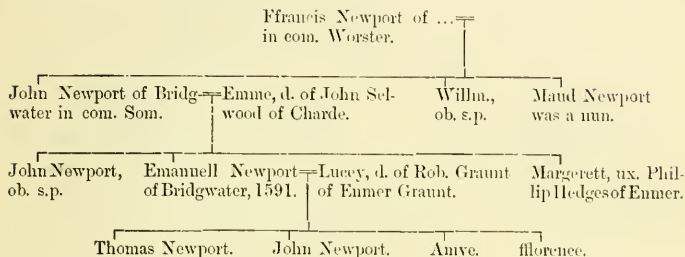 Ffrancis Newport of ...
in com. Worster.
John Newport of Bridg-
water in com. Som.
Emme, d. of John Sel-
wood of Charde.
Willm.,
ob. s.p.
Maud Newport
was a nun.
John Newport,
ob. s.p.
Emanuell Newport
of Bridgwater, 1591.
Lucey, d. of Rob. Graunt
of Enmer Graunt.
Margerett, ux. Phil-
lip Hedges of Enmer.
Thomas Newport.
John Newport.
Amye.
fflorence.